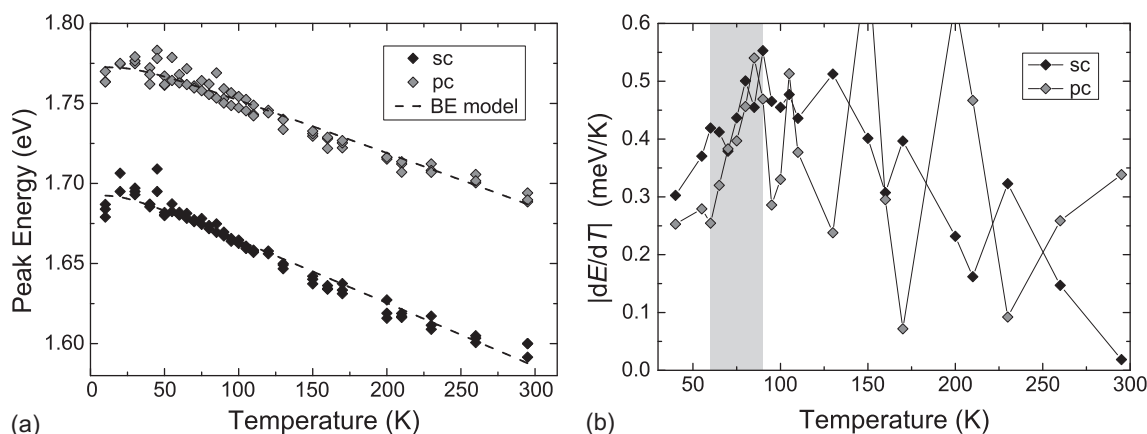 1.80
1.75
1.70
1.65
1.60
Peak Energy (eV)
sc
pc
BE model
0 50 100 150 200 250 300
Temperature (K)
(a)
0.6
0.5
0.4
0.3
0.2
0.1
0.0
|dE/dT| (meV/K)
sc
pc
50 100 150 200 250 300
Temperature (K)
(b)